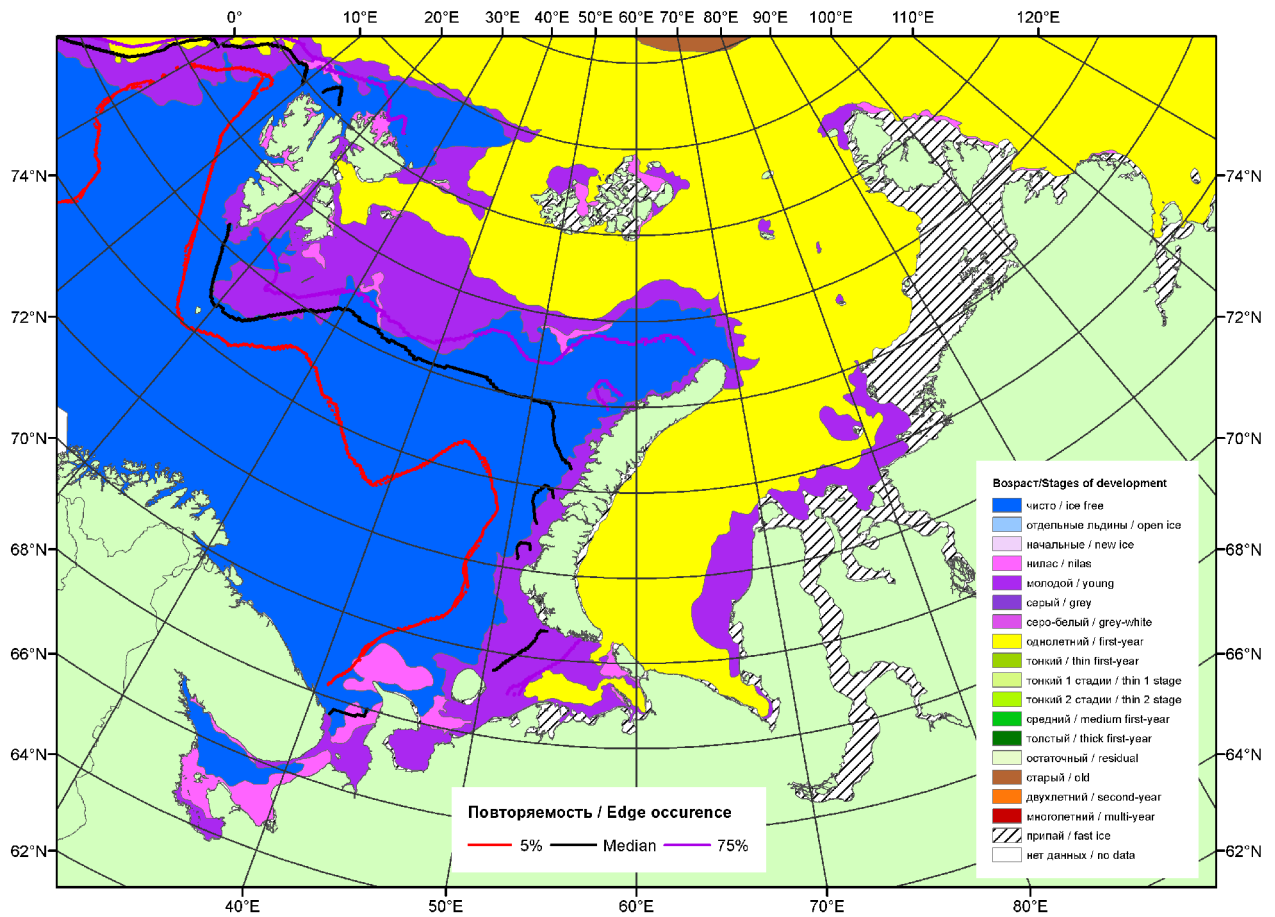 0° 10°E 20°E 30°E 40°E 50°E 60°E 70°E 80°E 90°E 100°E 110°E 120°E
74°N 74°N
72°N 72°N
70°N 70°N
68°N 68°N
66°N 66°N
64°N 64°N
62°N 62°N
Возраст/Stages of development
чисто / ice free
отдельные льдины / open ice
начальные / new ice
нилас / nilas
молодой / young
серый / grey
серо-белый / grey-white
однолетний / first-year
тонкий / thin first-year
тонкий 1 стадии / thin 1 stage
тонкий 2 стадии / thin 2 stage
средний / medium first-year
толстый / thick first-year
остаточный / residual
старый / old
двухлетний / second-year
многолетний / multi-year
припай / fast ice
нет данных / no data
Повторяемость / Edge occurence
5% Median 75%
40°E 50°E 60°E 70°E 80°E